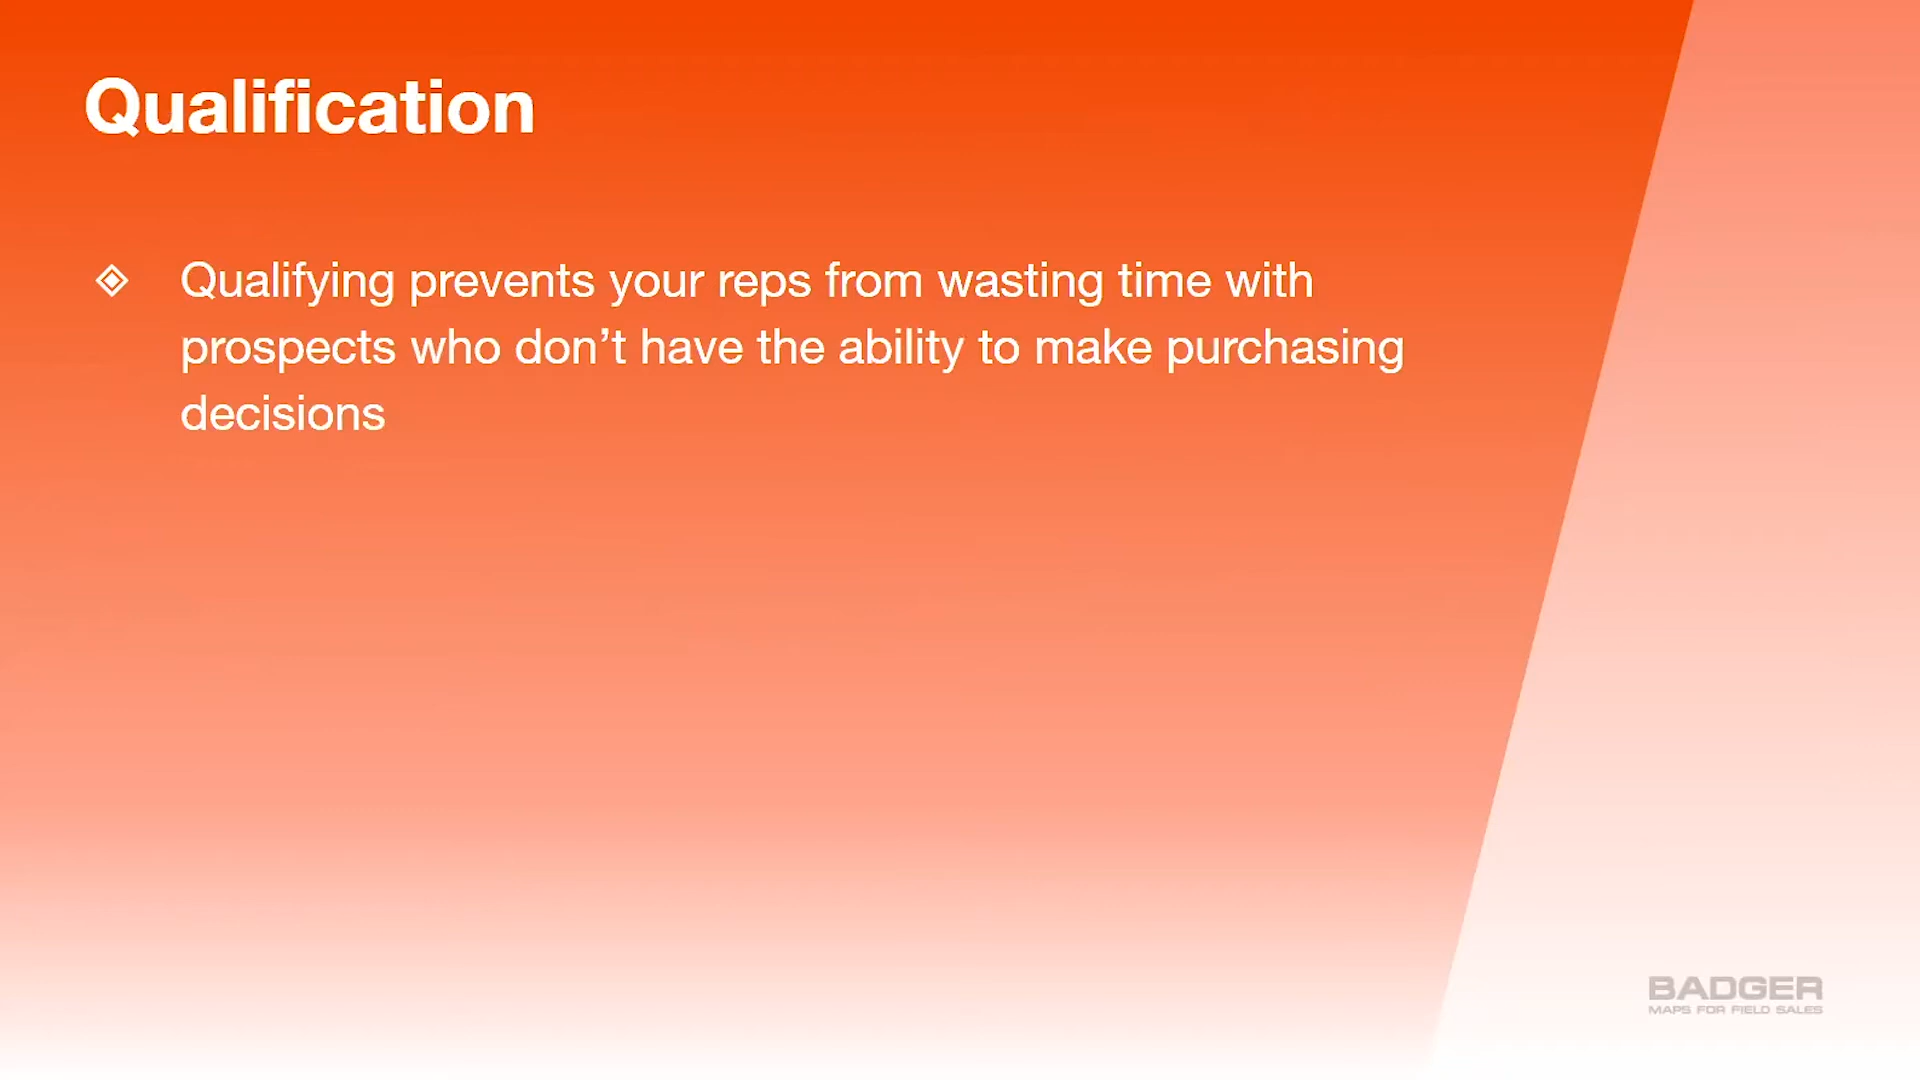 Qualification
Qualifying prevents your reps from wasting time with
prospects who don’t have the ability to make purchasing
decisions
BADGER
MAPS FOR FIELD SALES